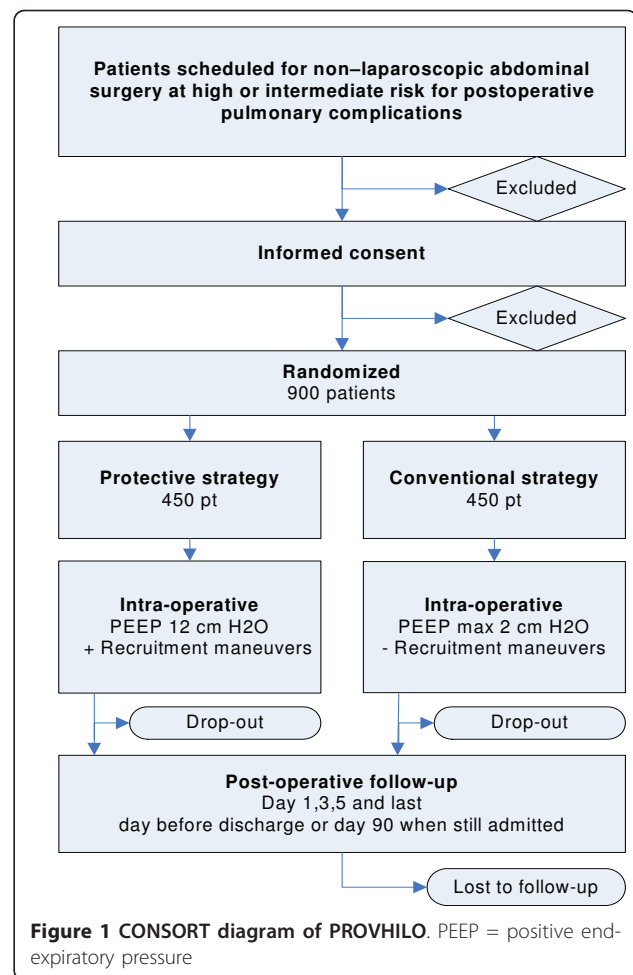 Patients scheduled for non–laparoscopic abdominal
surgery at high or intermediate risk for postoperative
pulmonary complications
Excluded
Informed consent
Excluded
Randomized
900 patients
Protective strategy
450 pt
Conventional strategy
450 pt
Intra-operative
PEEP 12 cm H2O
+ Recruitment maneuvers
Intra-operative
PEEP max 2 cm H2O
- Recruitment maneuvers
Drop-out
Drop-out
Post-operative follow-up
Day 1,3,5 and last
day before discharge or day 90 when still admitted
Lost to follow-up
Figure 1 CONSORT diagram of PROVHILO. PEEP = positive end-
expiratory pressure